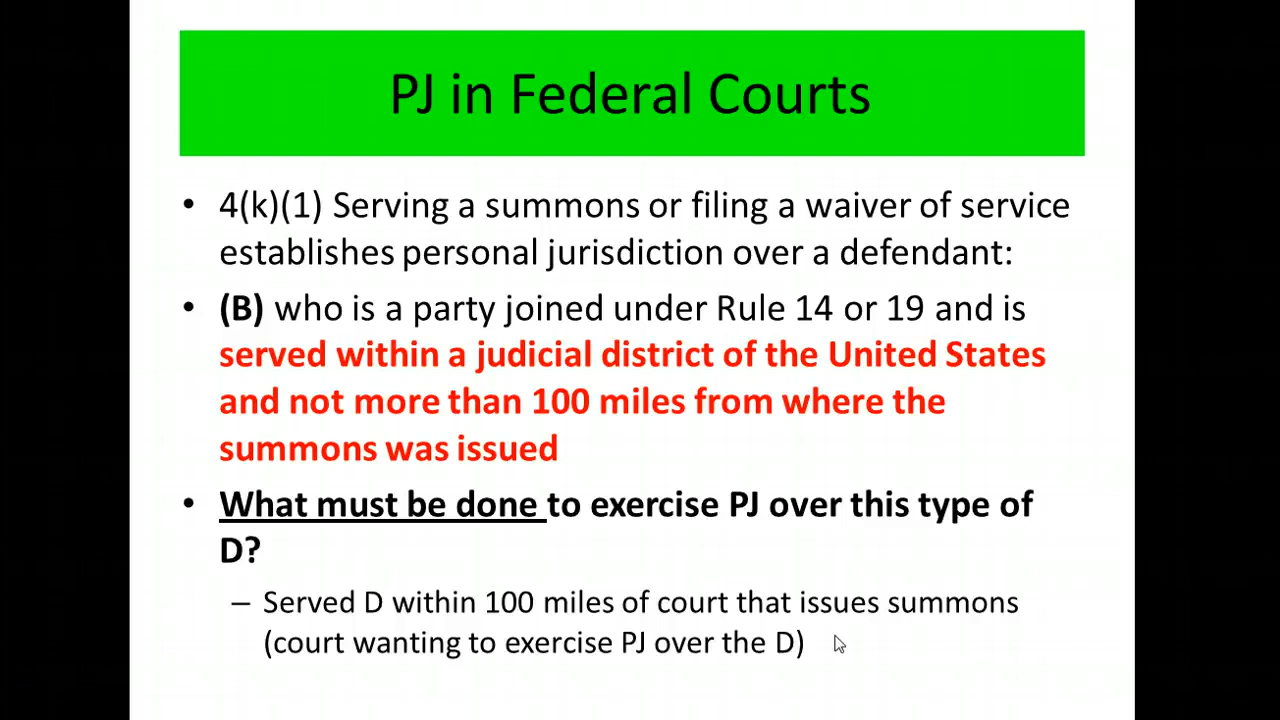 PJ in Federal Courts
• 4(k)(1) Serving a summons or filing a waiver of service
establishes personal jurisdiction over a defendant:
• (B) who is a party joined under Rule 14 or 19 and is
served within a judicial district of the United States
and not more than 100 miles from where the
summons was issued
• What must be done to exercise PJ over this type of
D?
– Served D within 100 miles of court that issues summons
(court wanting to exercise PJ over the D)